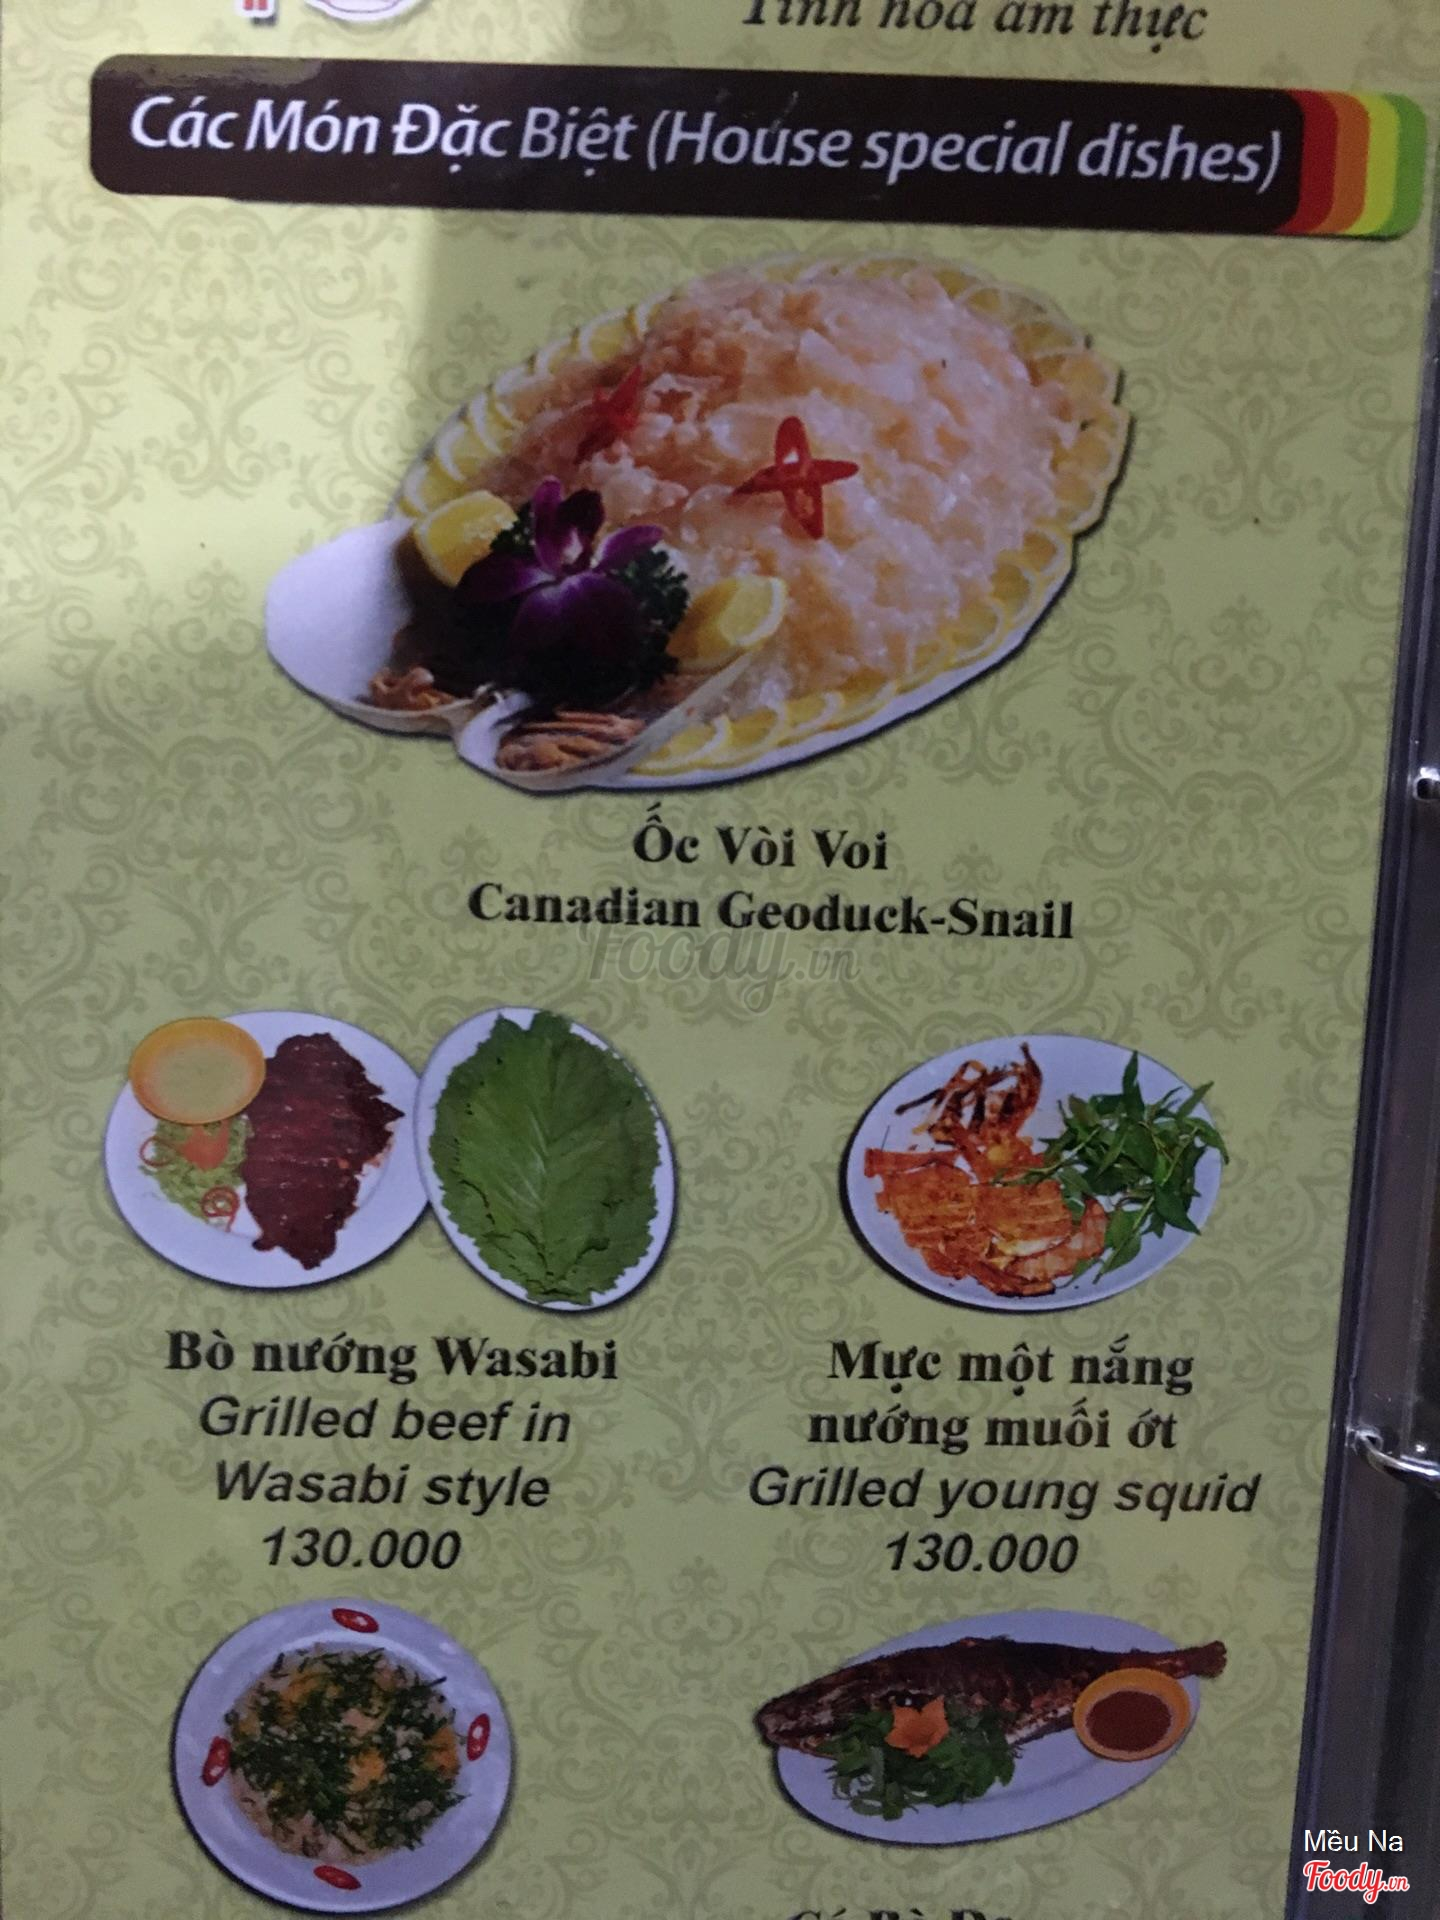 Tinh hoa ẩm thực
Các Món Đặc Biệt (House special dishes)
Ốc Vòi Voi
Canadian Geoduck-Snail
Foody.vn
Bò nướng Wasabi
Grilled beef in
Wasabi style
130.000
Mực một nắng
nướng muối ớt
Grilled young squid
130.000
Mều Na
Foody.vn